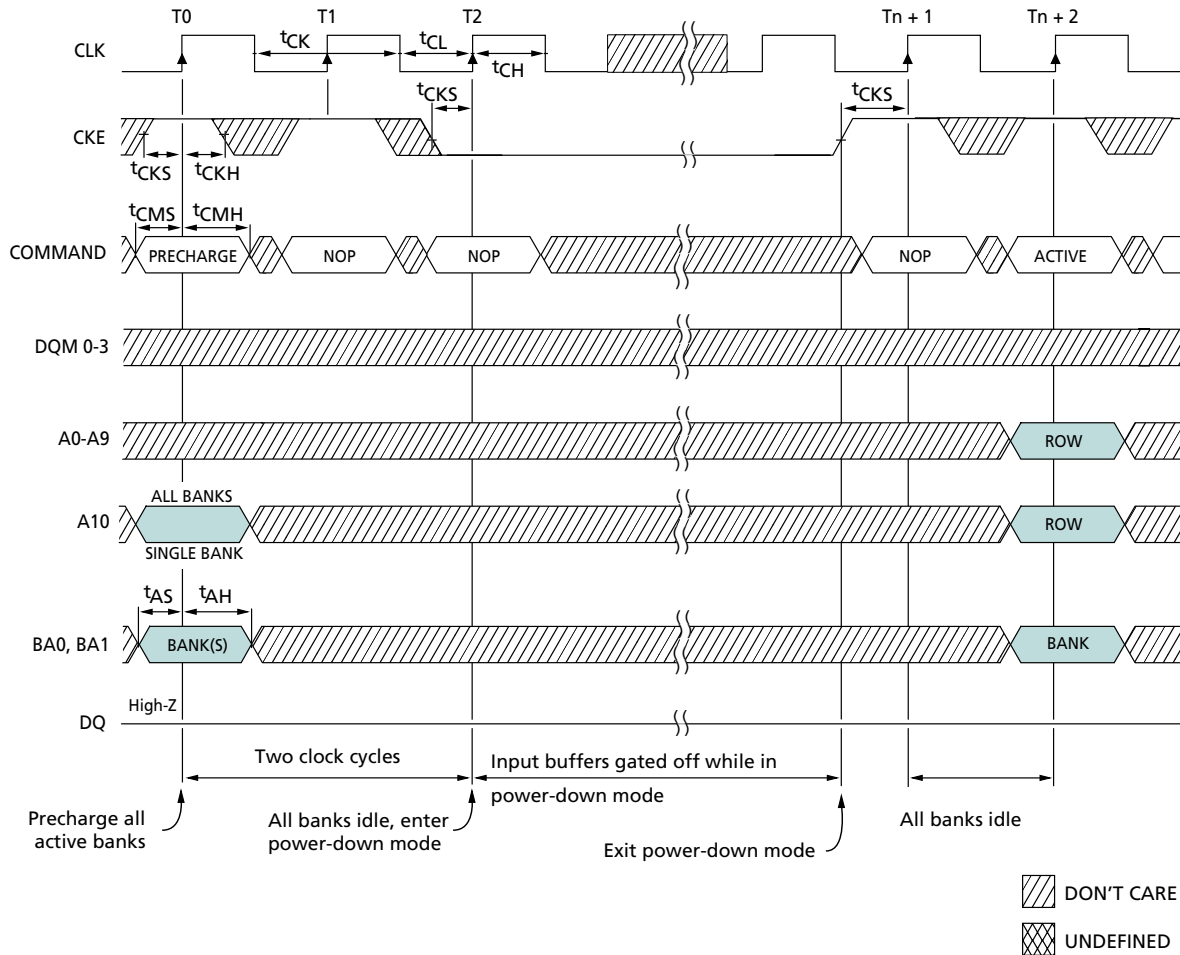 T0 T1 T2 Tn + 1 Tn + 2
CLK
tCK
tCL
tCH
CKE
tCKS
tCKS
tCKS
tCKH
tCMS
tCMH
COMMAND
PRECHARGE NOP NOP NOP ACTIVE
DQM 0-3
A0-A9
ROW
ALL BANKS
A10
ROW
SINGLE BANK
tAS
tAH
BA0, BA1
BANK(S)
BANK
High-Z
DQ
Two clock cycles
Input buffers gated off while in
power-down mode
Precharge all
active banks
All banks idle, enter
power-down mode
Exit power-down mode
All banks idle
DON'T CARE
UNDEFINED